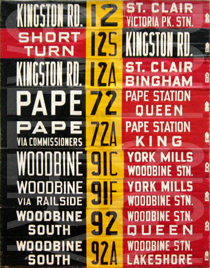 KINGSTON RD. 12 ST. CLAIR
VICTORIA PK. STN.
SHORT TURN 12S KINGSTON RD.
KINGSTON RD. 12A ST. CLAIR
BINGHAM
PAPE 72 PAPE STATION
QUEEN
PAPE
VIA COMMISSIONERS 72A PAPE STATION
KING
WOODBINE 91C YORK MILLS
WOODBINE STN.
WOODBINE
VIA RAILSIDE 91F YORK MILLS
WOODBINE STN.
WOODBINE
SOUTH 92 WOODBINE STN.
QUEEN
WOODBINE
SOUTH 92A WOODBINE STN.
LAKESHORE